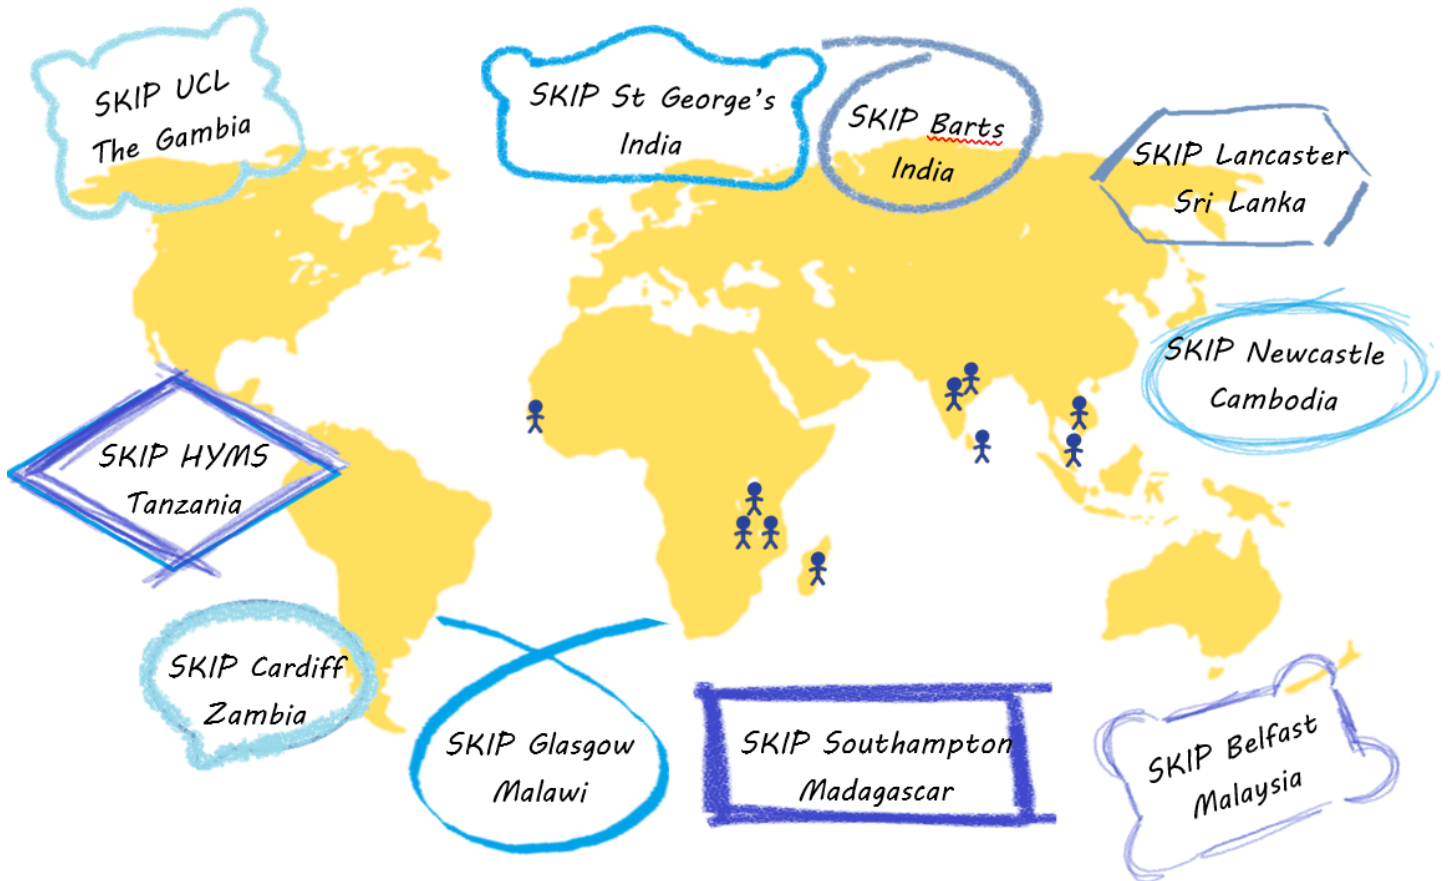 SKIP UCL
The Gambia
SKIP St George's
India
SKIP Barts
India
SKIP Lancaster
Sri Lanka
SKIP Newcastle
Cambodia
SKIP HYMS
Tanzania
SKIP Cardiff
Zambia
SKIP Glasgow
Malawi
SKIP Southampton
Madagascar
SKIP Belfast
Malaysia